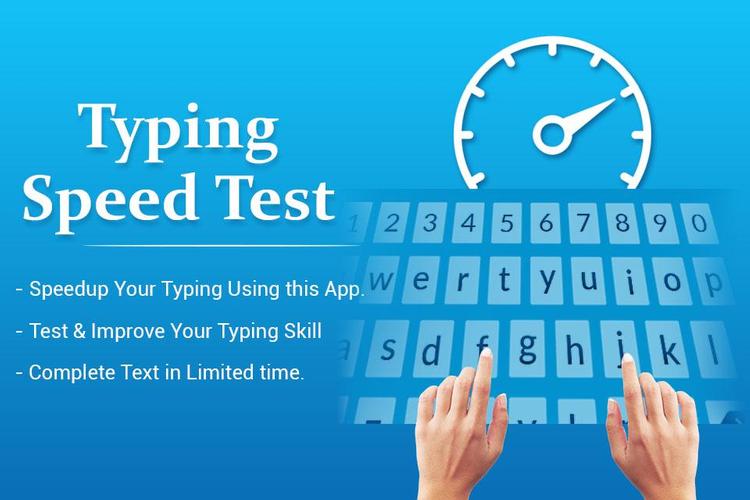 Typing
Speed Test
- Speedup Your Typing Using this App.
- Test & Improve Your Typing Skill
- Complete Text in Limited time.
1 2 3 4 5 6 7 8 9 0
w e r t y u i o p
a s d f g h j k l